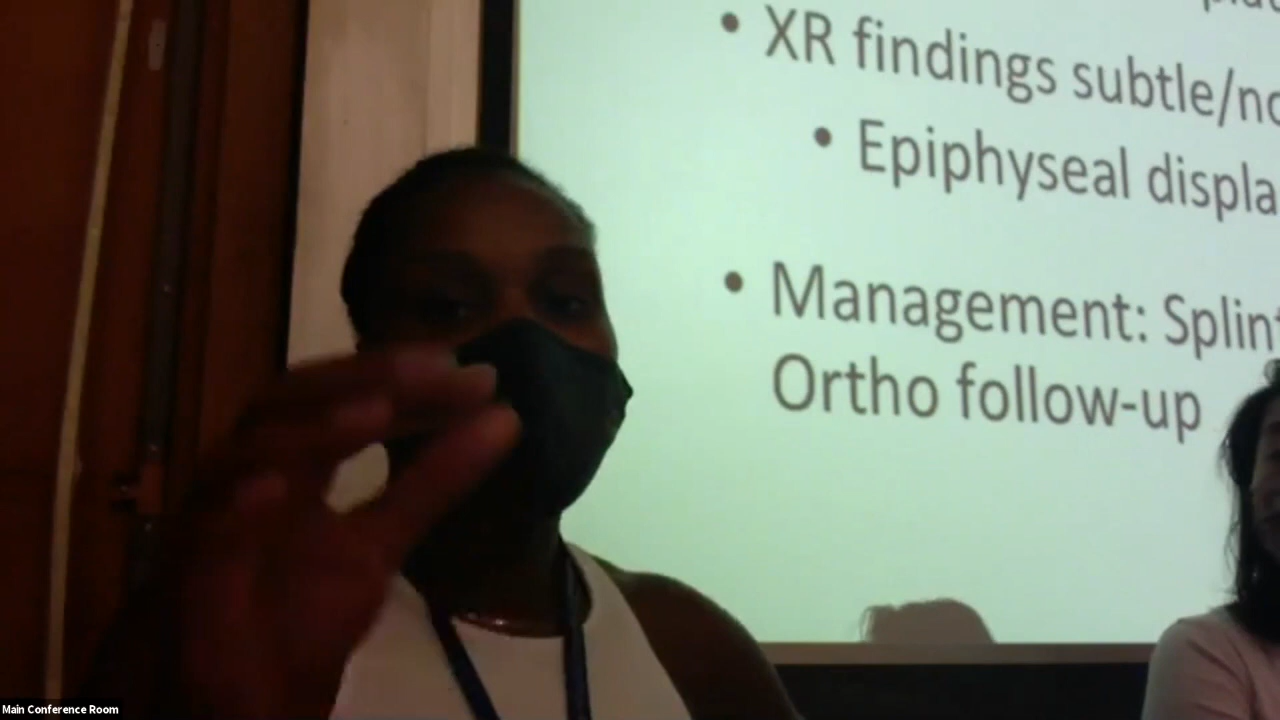 • XR findings subtle/no
• Epiphyseal displa
• Management: Splint
Ortho follow-up
Main Conference Room